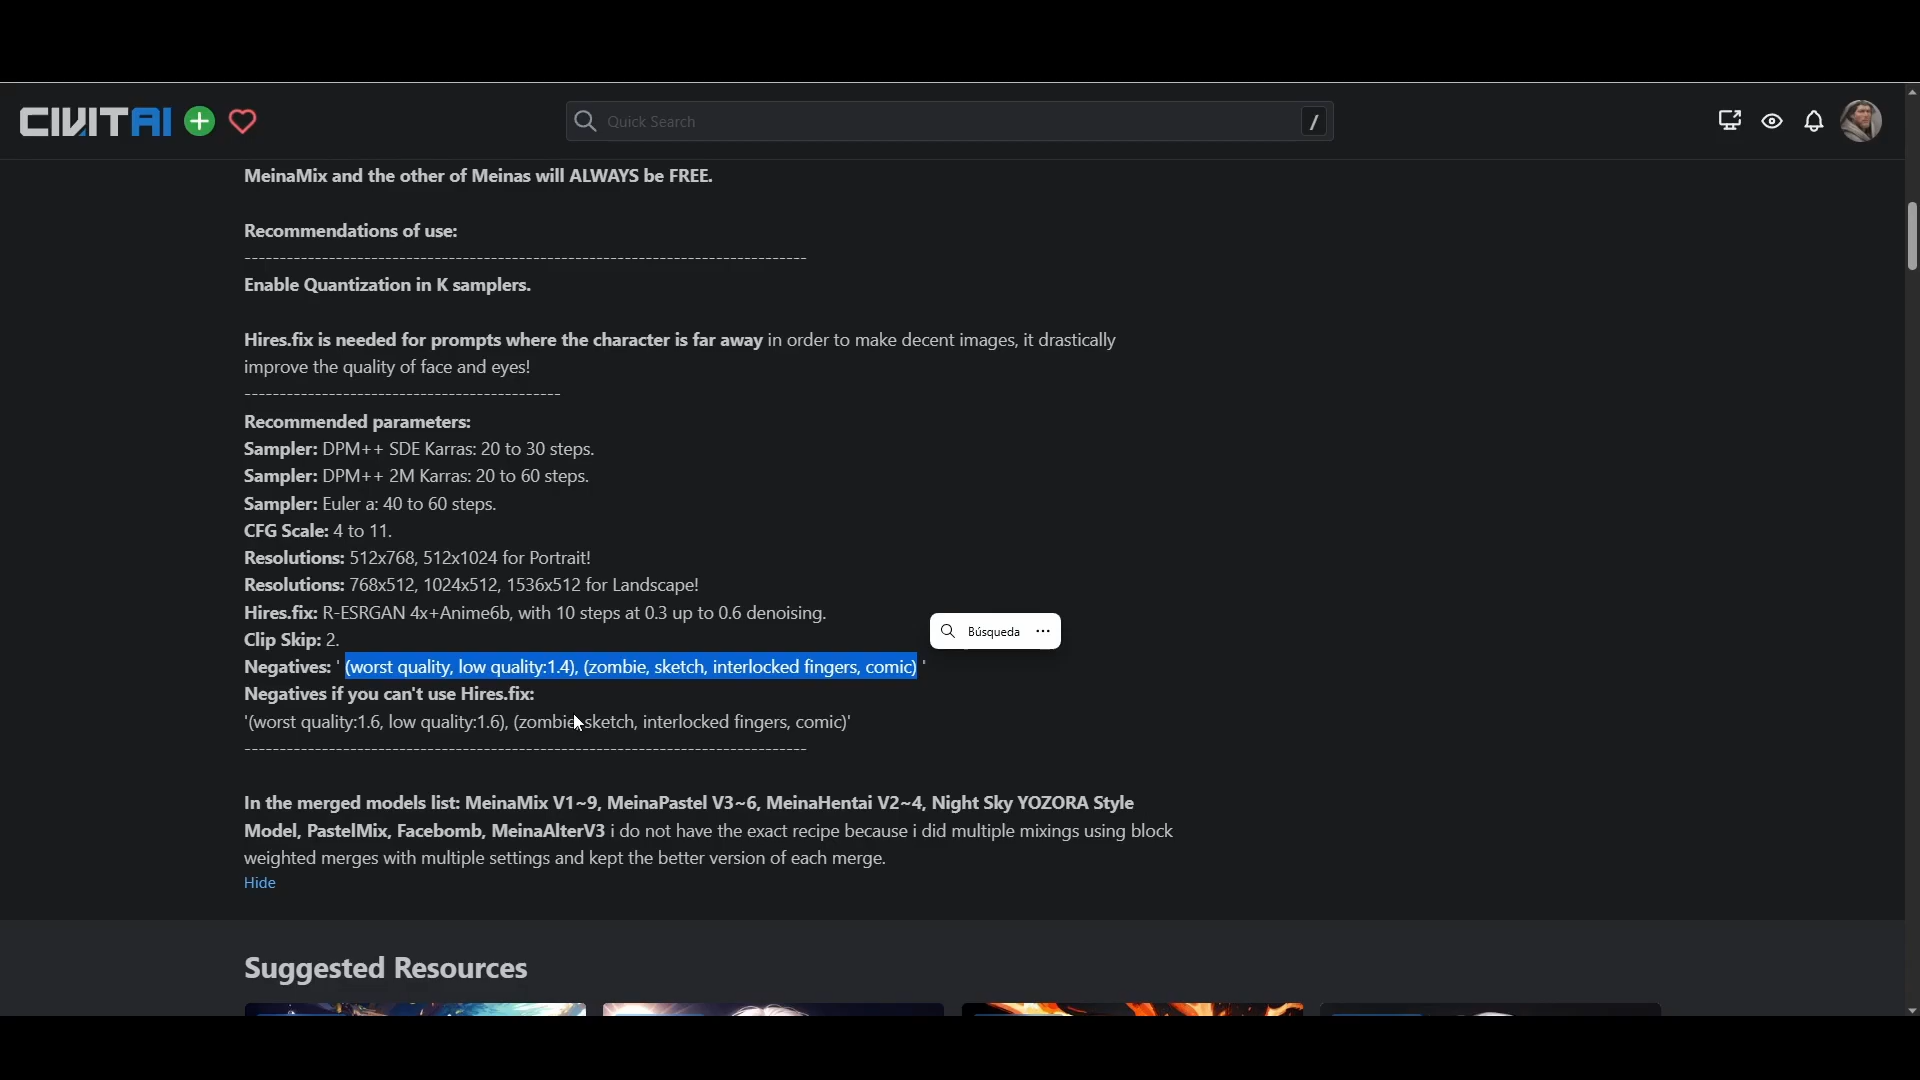 CIVITAI
Quick Search
/
MeinaMix and the other of Meinas will ALWAYS be FREE.
Recommendations of use:
--------------------------------------------------------------------------------
Enable Quantization in K samplers.
Hires.fix is needed for prompts where the character is far away in order to make decent images, it drastically
improve the quality of face and eyes!
---------------------------------------------
Recommended parameters:
Sampler: DPM++ SDE Karras: 20 to 30 steps.
Sampler: DPM++ 2M Karras: 20 to 60 steps.
Sampler: Euler a: 40 to 60 steps.
CFG Scale: 4 to 11.
Resolutions: 512x768, 512x1024 for Portrait!
Resolutions: 768x512, 1024x512, 1536x512 for Landscape!
Hires.fix: R-ESRGAN 4x+Anime6b, with 10 steps at 0.3 up to 0.6 denoising.
Búsqueda ···
Clip Skip: 2.
Negatives: ' (worst quality, low quality:1.4), (zombie, sketch, interlocked fingers, comic) '
Negatives if you can't use Hires.fix:
'(worst quality:1.6, low quality:1.6), (zombie, sketch, interlocked fingers, comic)'
--------------------------------------------------------------------------------
In the merged models list: MeinaMix V1~9, MeinaPastel V3~6, MeinaHentai V2~4, Night Sky YOZORA Style
Model, PastelMix, Facebomb, MeinaAlterV3 i do not have the exact recipe because i did multiple mixings using block
weighted merges with multiple settings and kept the better version of each merge.
Hide
Suggested Resources